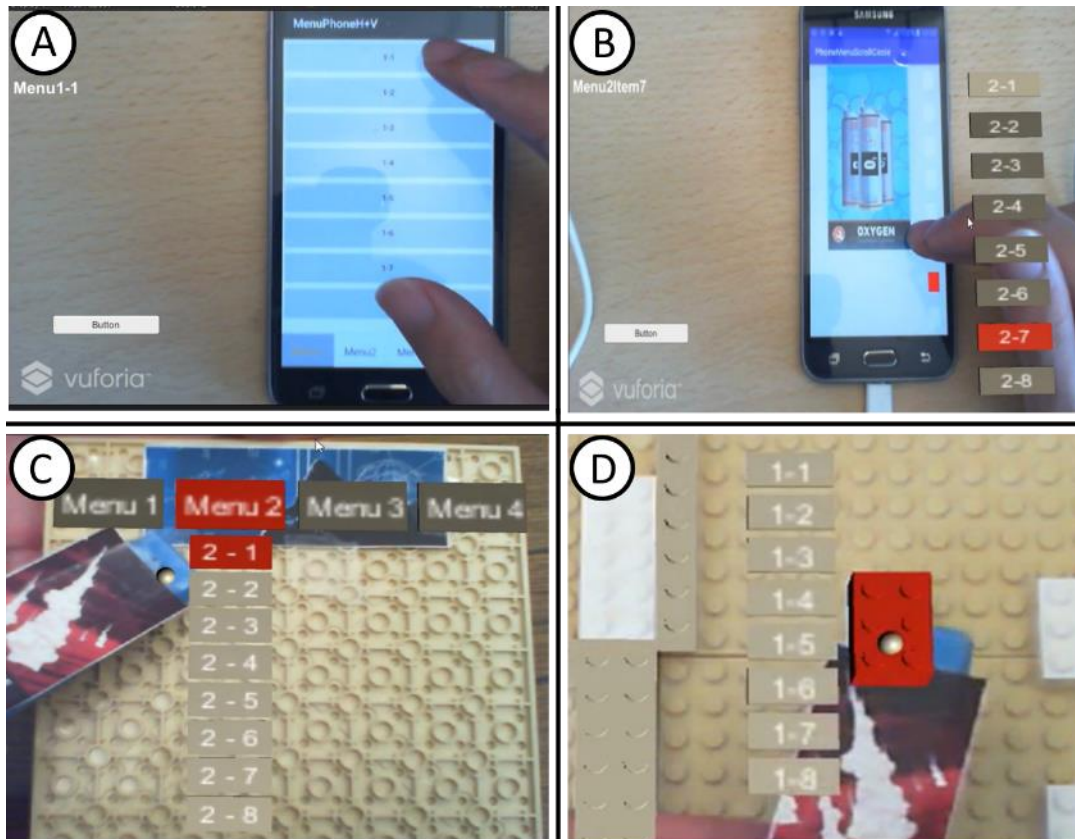 A
MenuPhoneH+V
Menu1-1
1-1
1-2
1-3
1-4
1-5
1-6
1-7
Menu2
Button
vuforia™
B
SAMSUNG
PhoneMenuScrollCircle
Menu2Item7
2-1
2-2
2-3
2-4
OXYGEN
2-5
2-6
Button
2-7
2-8
vuforia™
C
Menu 1
Menu 2
Menu 3
Menu 4
2 - 1
2 - 2
2 - 3
2 - 4
2 - 5
2 - 6
2 - 7
2 - 8
D
1-1
1-2
1-3
1-4
1-5
1-6
1-7
1-8